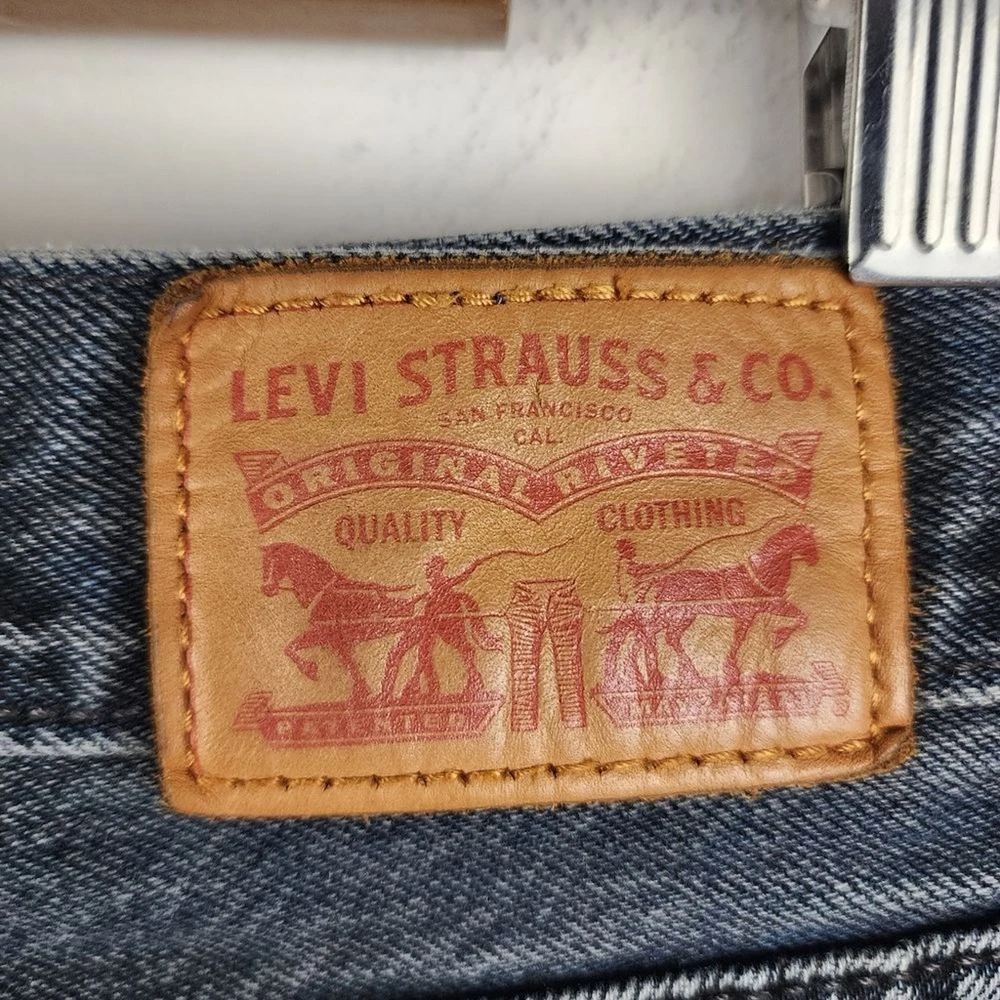 LEVI STRAUSS & CO.
SAN FRANCISCO
CAL.
ORIGINAL RIVETED
QUALITY CLOTHING